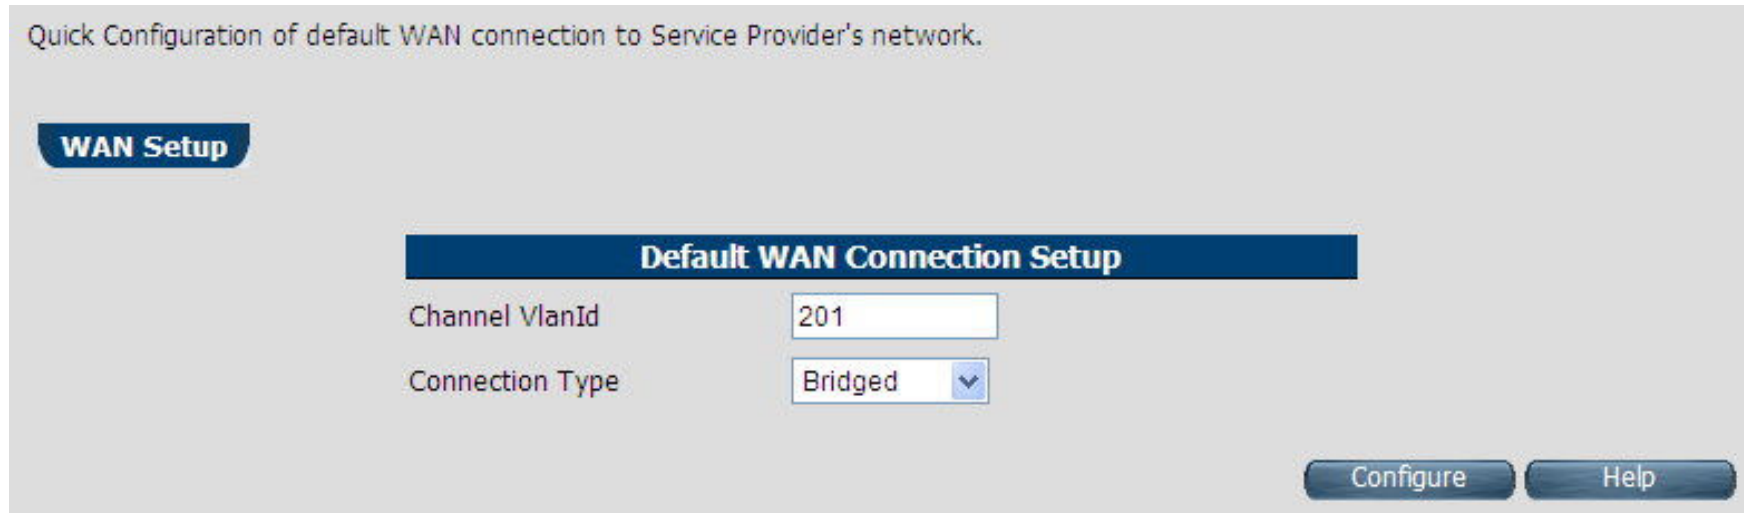 Quick Configuration of default WAN connection to Service Provider's network.
WAN Setup
Default WAN Connection Setup
Channel VlanId 201
Connection Type Bridged
Configure Help